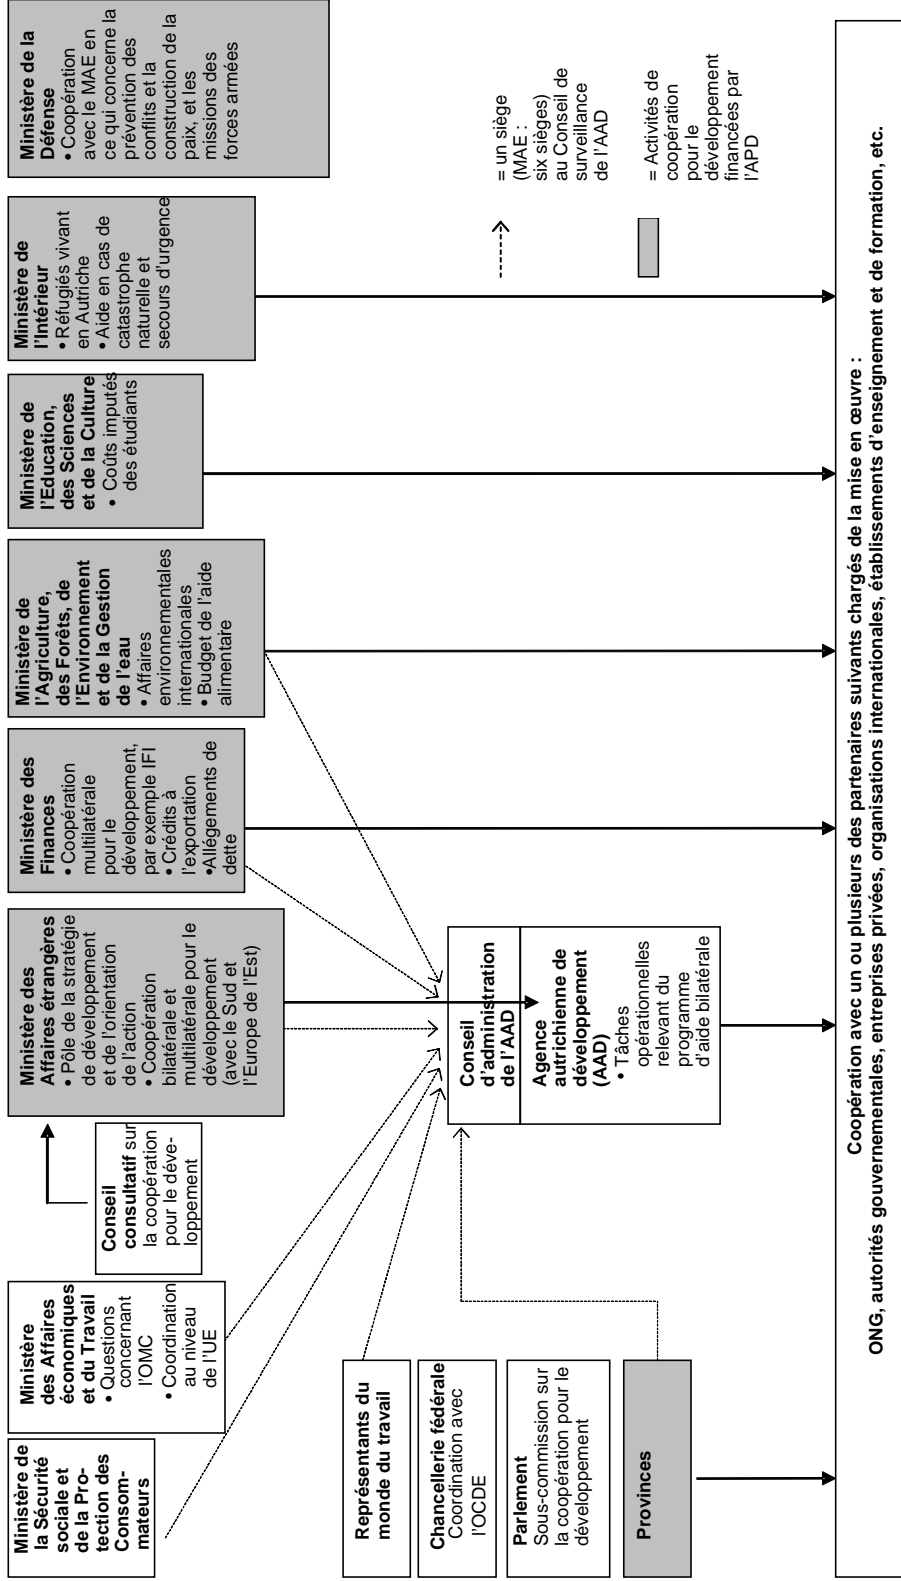 Ministère de
la Sécurité
sociale et
de la Pro-
tection des
Consom-
mateurs
Ministère
des Affaires
économiques
et du Travail
• Questions
concernant
l'OMC
• Coordination
au niveau
de l'UE
Conseil
consultatif sur
la coopération
pour le déve-
loppement
Ministère des
Affaires étrangères
• Pôle de la stratégie
de développement
et de l'orientation
de l'action
• Coopération
bilatérale et
multilatérale pour le
développement
(avec le Sud et
l'Europe de l'Est)
Ministère des
Finances
• Coopération
multilatérale
pour le
développement,
par exemple IFI
• Crédits à
l'exportation
•Allégements de
dette
Ministère de
l'Agriculture,
des Forêts, de
l'Environnement
et de la Gestion
de l'eau
• Affaires
environnementales
internationales
• Budget de l'aide
alimentaire
Ministère de
l'Education,
des Sciences
et de la Culture
• Coûts imputés
des étudiants
Ministère de
l'Intérieur
• Réfugiés vivant
en Autriche
• Aide en cas de
catastrophe
naturelle et
secours d'urgence
Ministère de la
Défense
• Coopération
avec le MAE en
ce qui concerne la
prévention des
conflits et la
construction de la
paix, et les
missions des
forces armées
Représentants du
monde du travail
Chancellerie fédérale
Coordination avec
l'OCDE
Parlement
Sous-commission sur
la coopération pour le
développement
Provinces
Conseil
d'administration
de l'AAD
Agence
autrichienne de
développement
(AAD)
• Tâches
opérationnelles
relevant du
programme
d'aide bilatérale
= un siège
(MAE :
six sièges)
au Conseil de
surveillance
de l'AAD
= Activités de
coopération
pour le
développement
financées par
l'APD
Coopération avec un ou plusieurs des partenaires suivants chargés de la mise en œuvre :
ONG, autorités gouvernementales, entreprises privées, organisations internationales, établissements d'enseignement et de formation, etc.